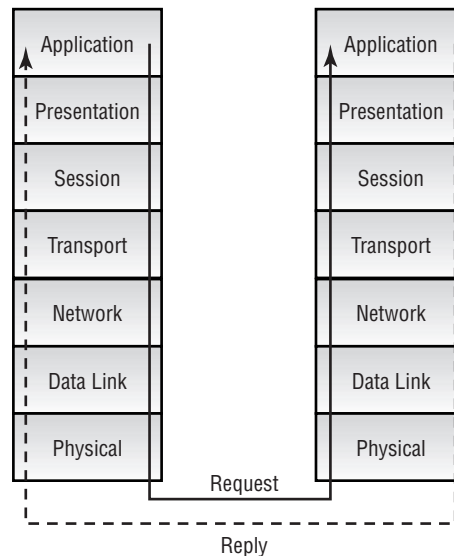 Application
Presentation
Session
Transport
Network
Data Link
Physical
Application
Presentation
Session
Transport
Network
Data Link
Physical
Request
Reply